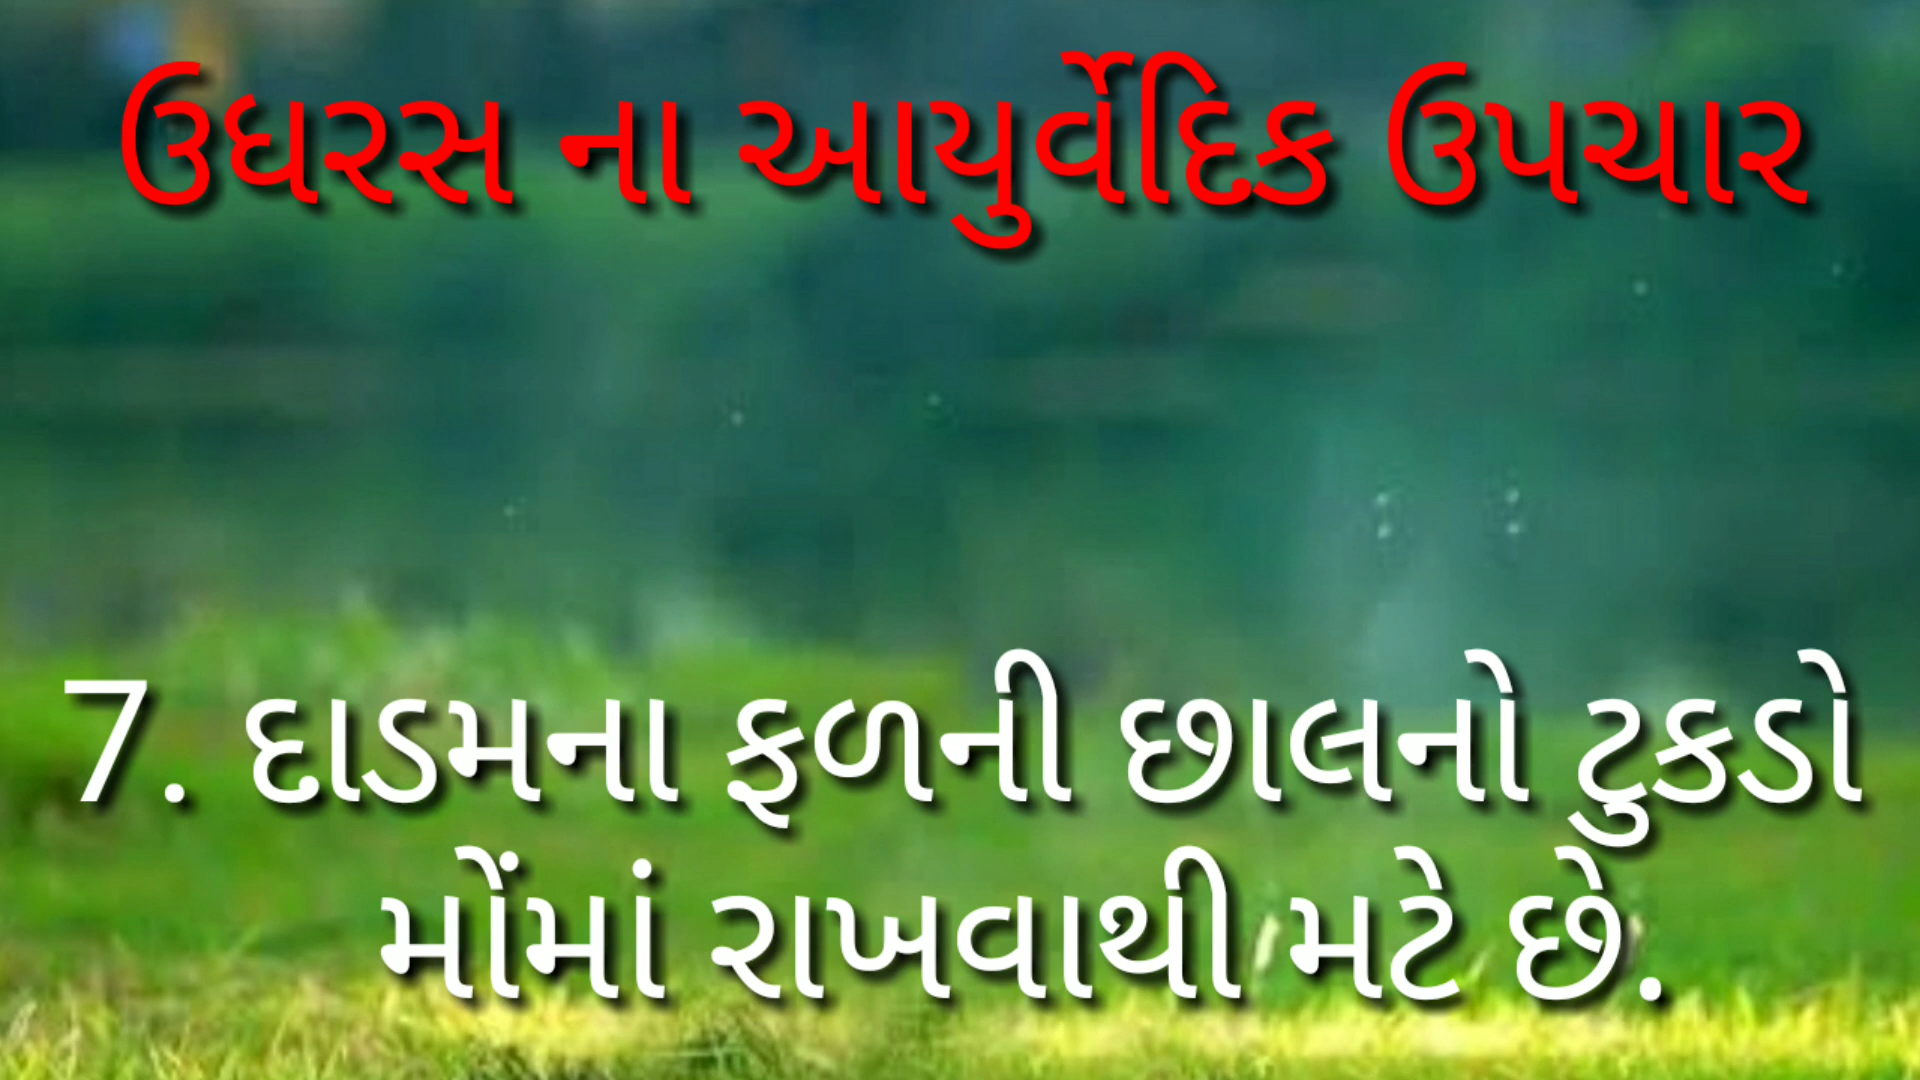 ઉધરસ ના આયુર્વેદિક ઉપચાર
7. દાડમના ફળની છાલનો ટુકડો
મોંમાં રાખવાથી મટે છે.